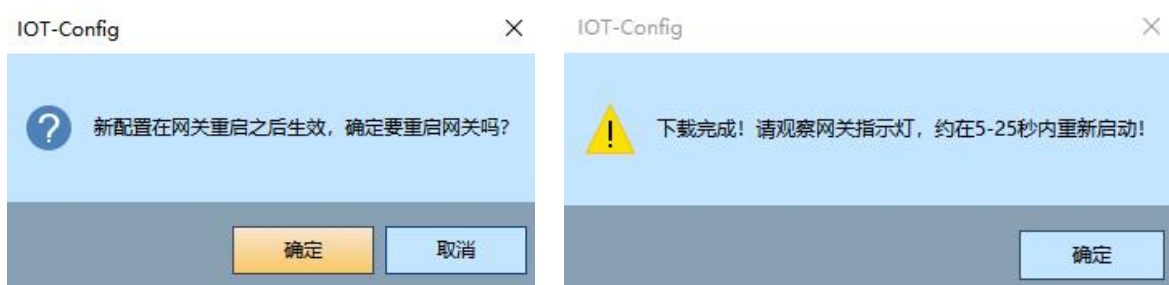 IOT-Config
新配置在网关重启之后生效，确定要重启网关吗?
确定
取消
IOT-Config
下载完成！请观察网关指示灯，约在5-25秒内重新启动!
确定